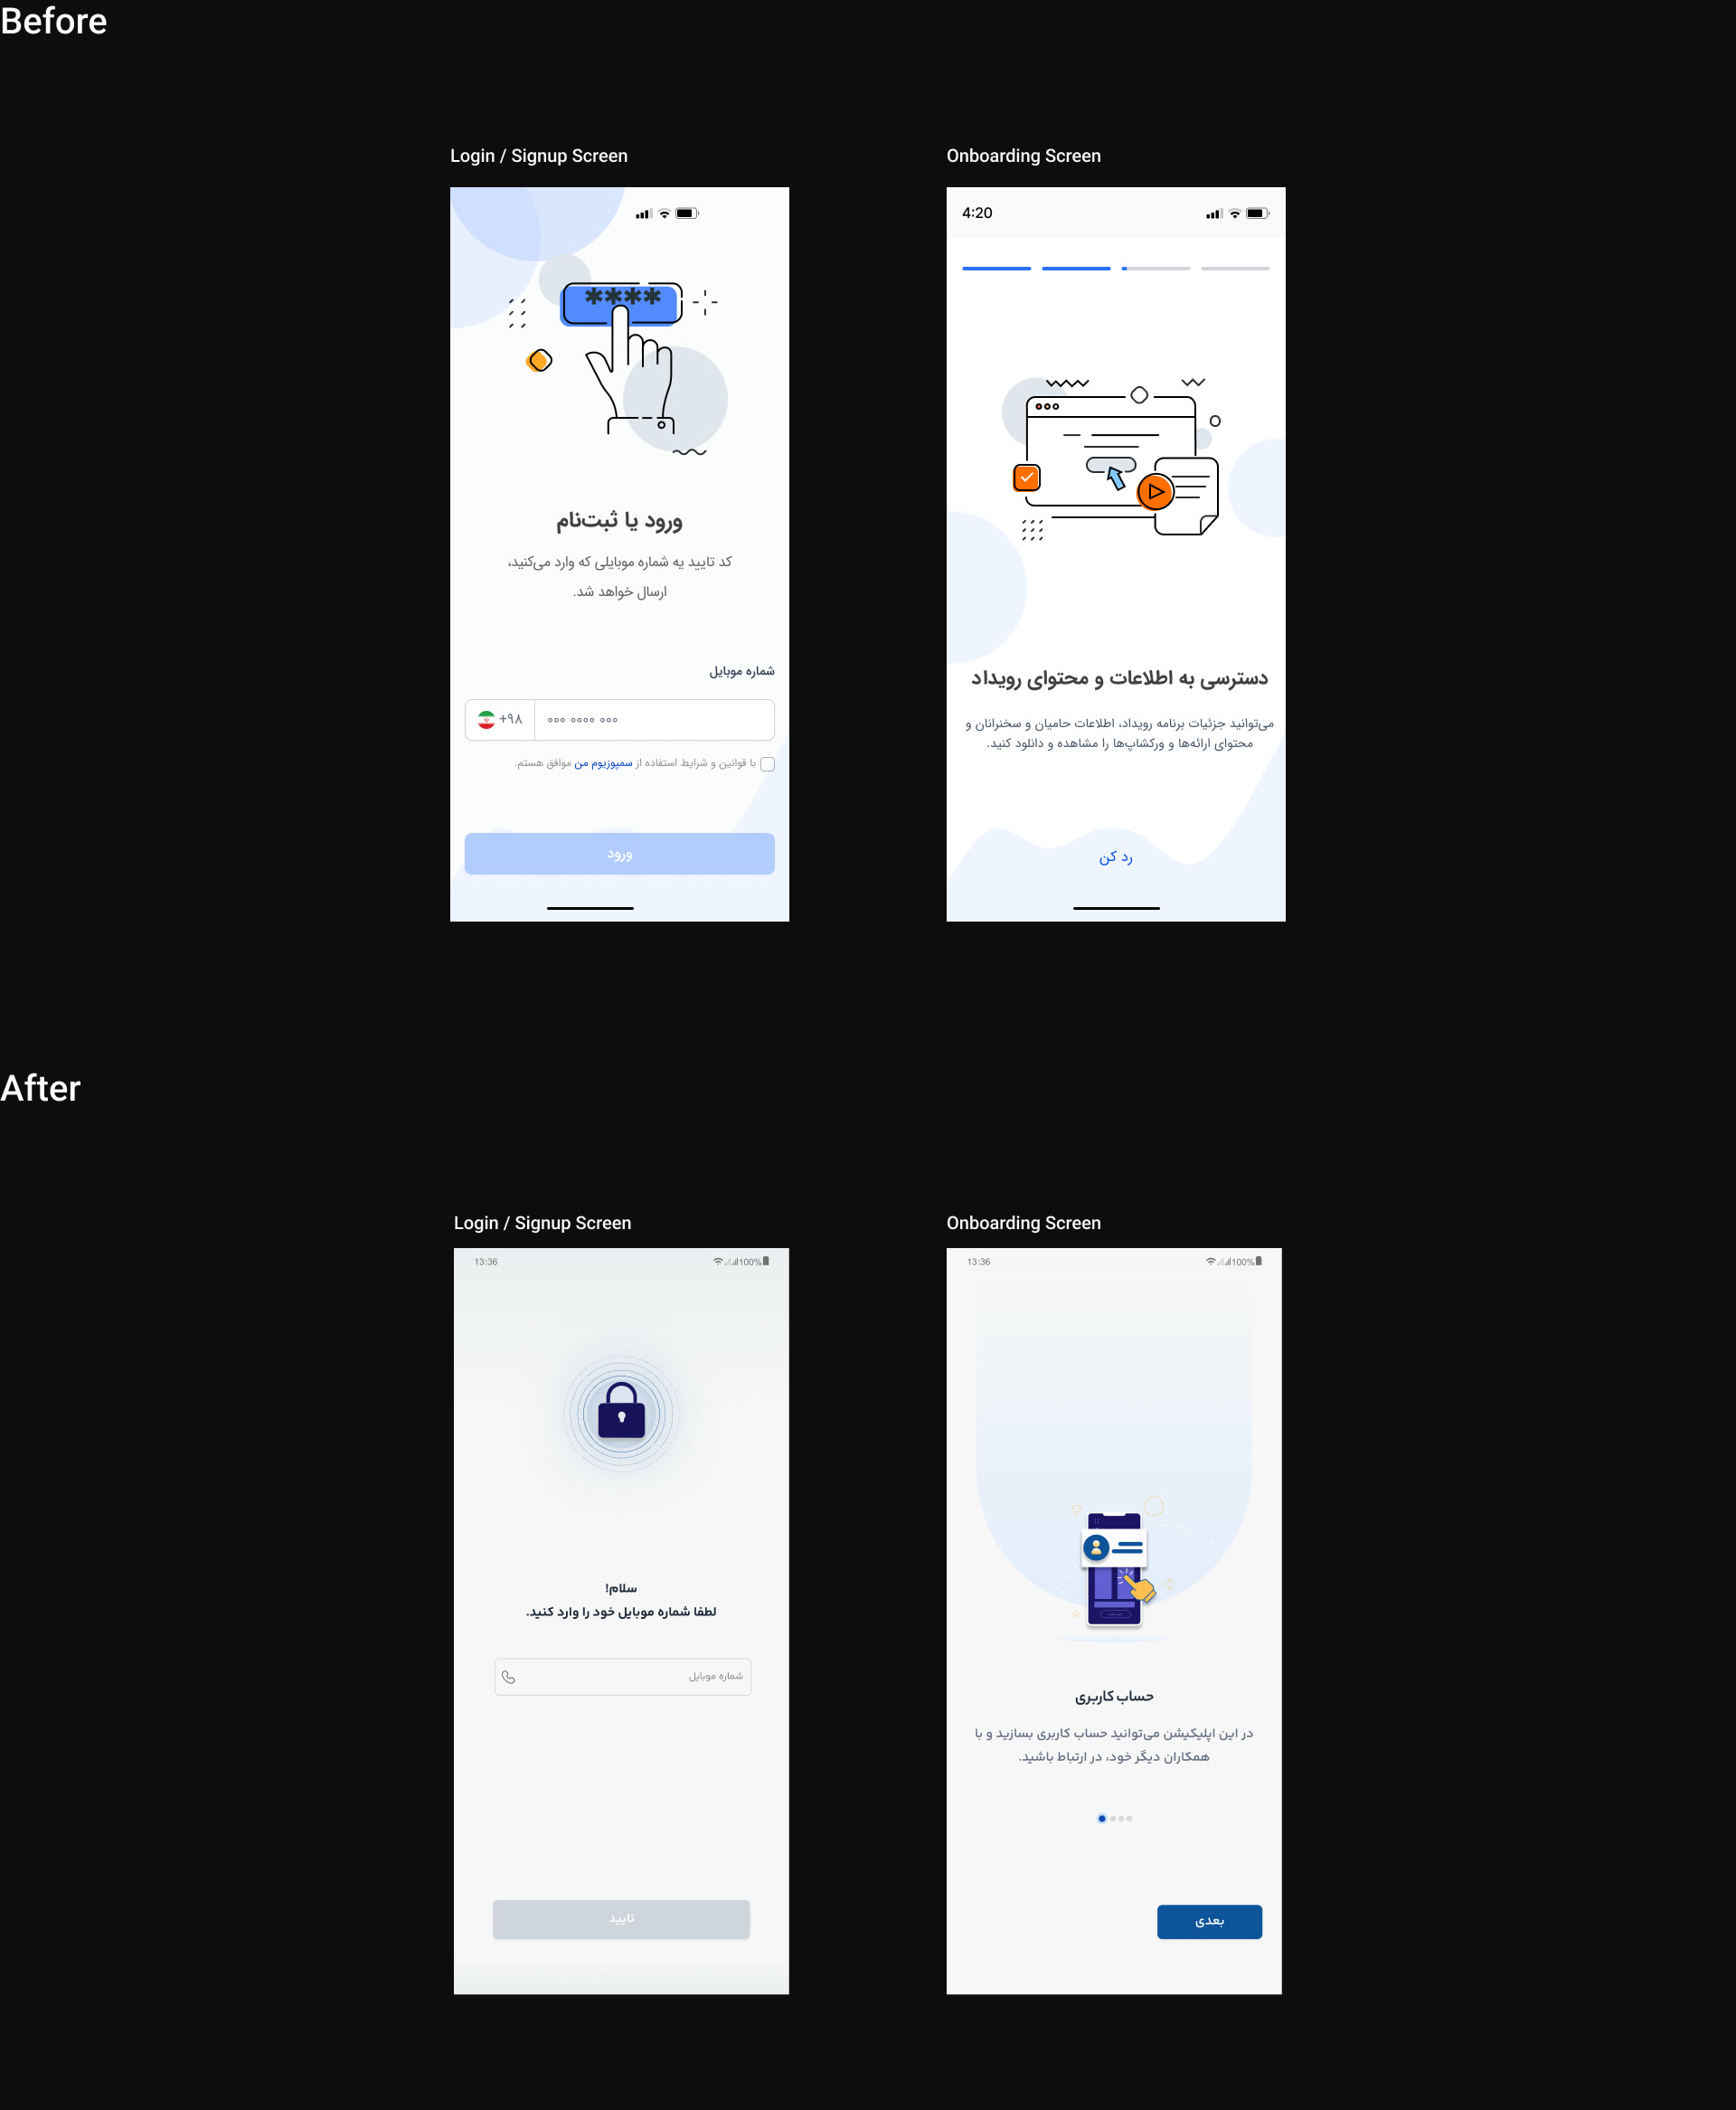 Before
Login / Signup Screen
****
ورود یا ثبت‌نام
کد تایید یه شماره موبایلی که وارد می‌کنید،
ارسال خواهد شد.
شماره موبایل
+۹۸
۰۰۰ ۰۰۰۰ ۰۰۰
با قوانین و شرایط استفاده از سمپوزیوم من موافق هستم.
ورود
Onboarding Screen
4:20
دسترسی به اطلاعات و محتوای رویداد
می‌توانید جزئیات برنامه رویداد، اطلاعات حامیان و سخنرانان و
محتوای ارائه‌ها و ورکشاپ‌ها را مشاهده و دانلود کنید.
رد کن
After
Login / Signup Screen
13:36
100%
سلام!
لطفا شماره موبایل خود را وارد کنید.
شماره موبایل
تایید
Onboarding Screen
13:36
100%
حساب کاربری
در این اپلیکیشن می‌توانید حساب کاربری بسازید و با
همکاران دیگر خود، در ارتباط باشید.
بعدی